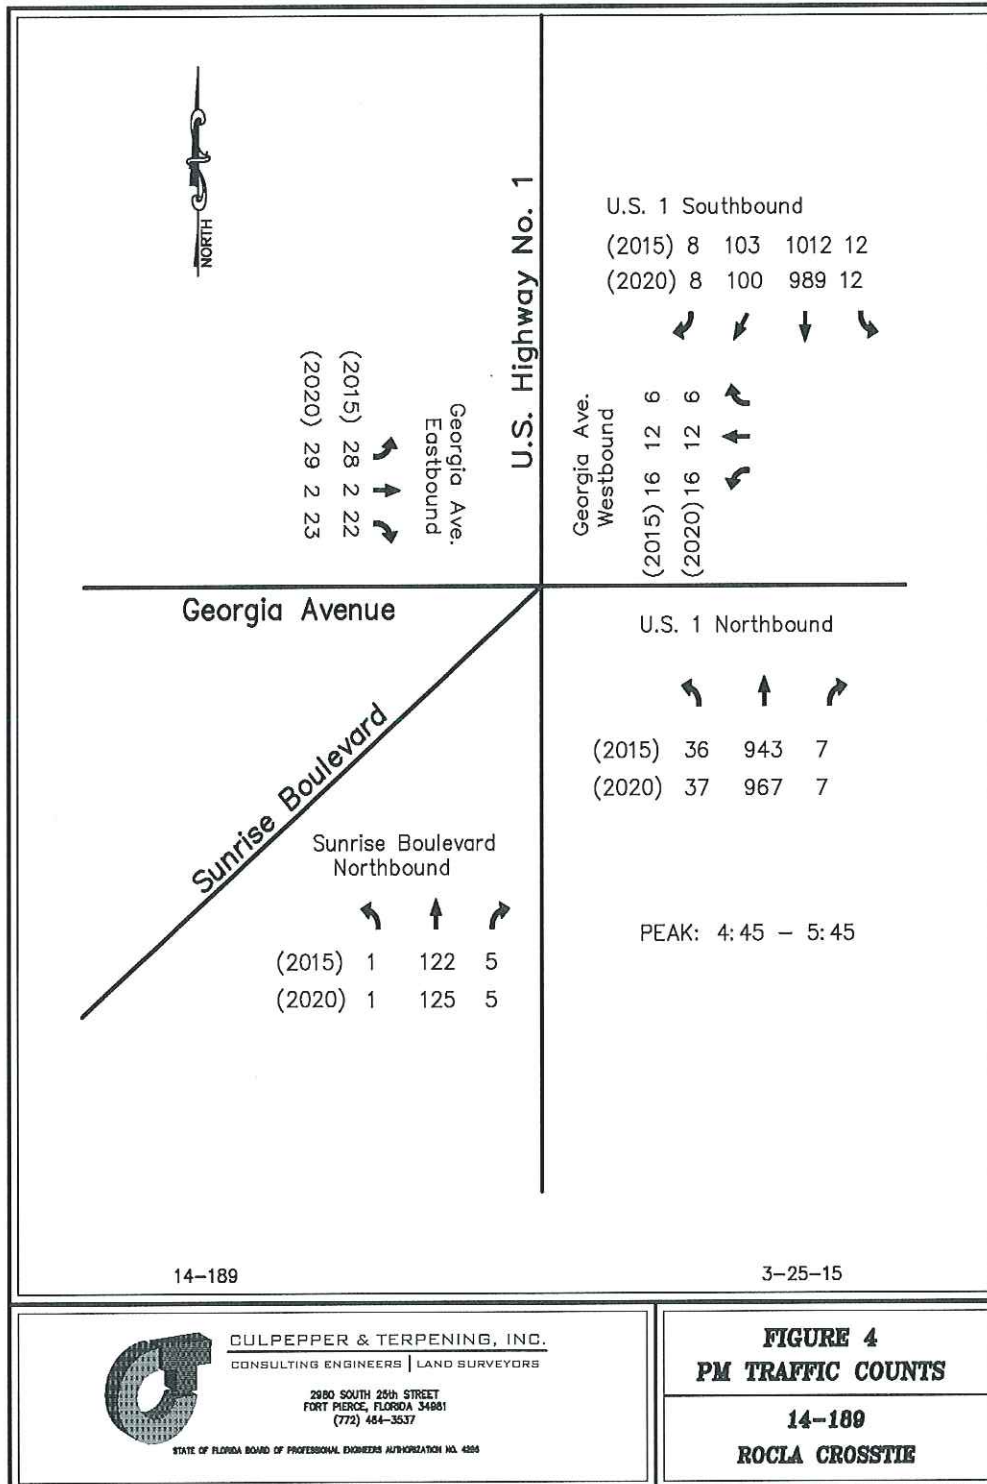 NORTH
U.S. Highway No. 1
U.S. 1 Southbound
(2015) 8 103 1012 12
(2020) 8 100 989 12
Georgia Ave.
Eastbound
(2015) 28 2 22
(2020) 29 2 23
Georgia Ave.
Westbound
(2015) 16 12 6
(2020) 16 12 6
Georgia Avenue
U.S. 1 Northbound
(2015) 36 943 7
(2020) 37 967 7
Sunrise Boulevard
Sunrise Boulevard
Northbound
(2015) 1 122 5
(2020) 1 125 5
PEAK: 4:45 – 5:45
14–189
3–25–15
CULPEPPER & TERPENING, INC.
CONSULTING ENGINEERS | LAND SURVEYORS
2980 SOUTH 25th STREET
FORT PIERCE, FLORIDA 34981
(772) 464–3537
STATE OF FLORIDA BOARD OF PROFESSIONAL ENGINEERS AUTHORIZATION NO.
FIGURE 4
PM TRAFFIC COUNTS
14–189
ROCLA CROSSTIE